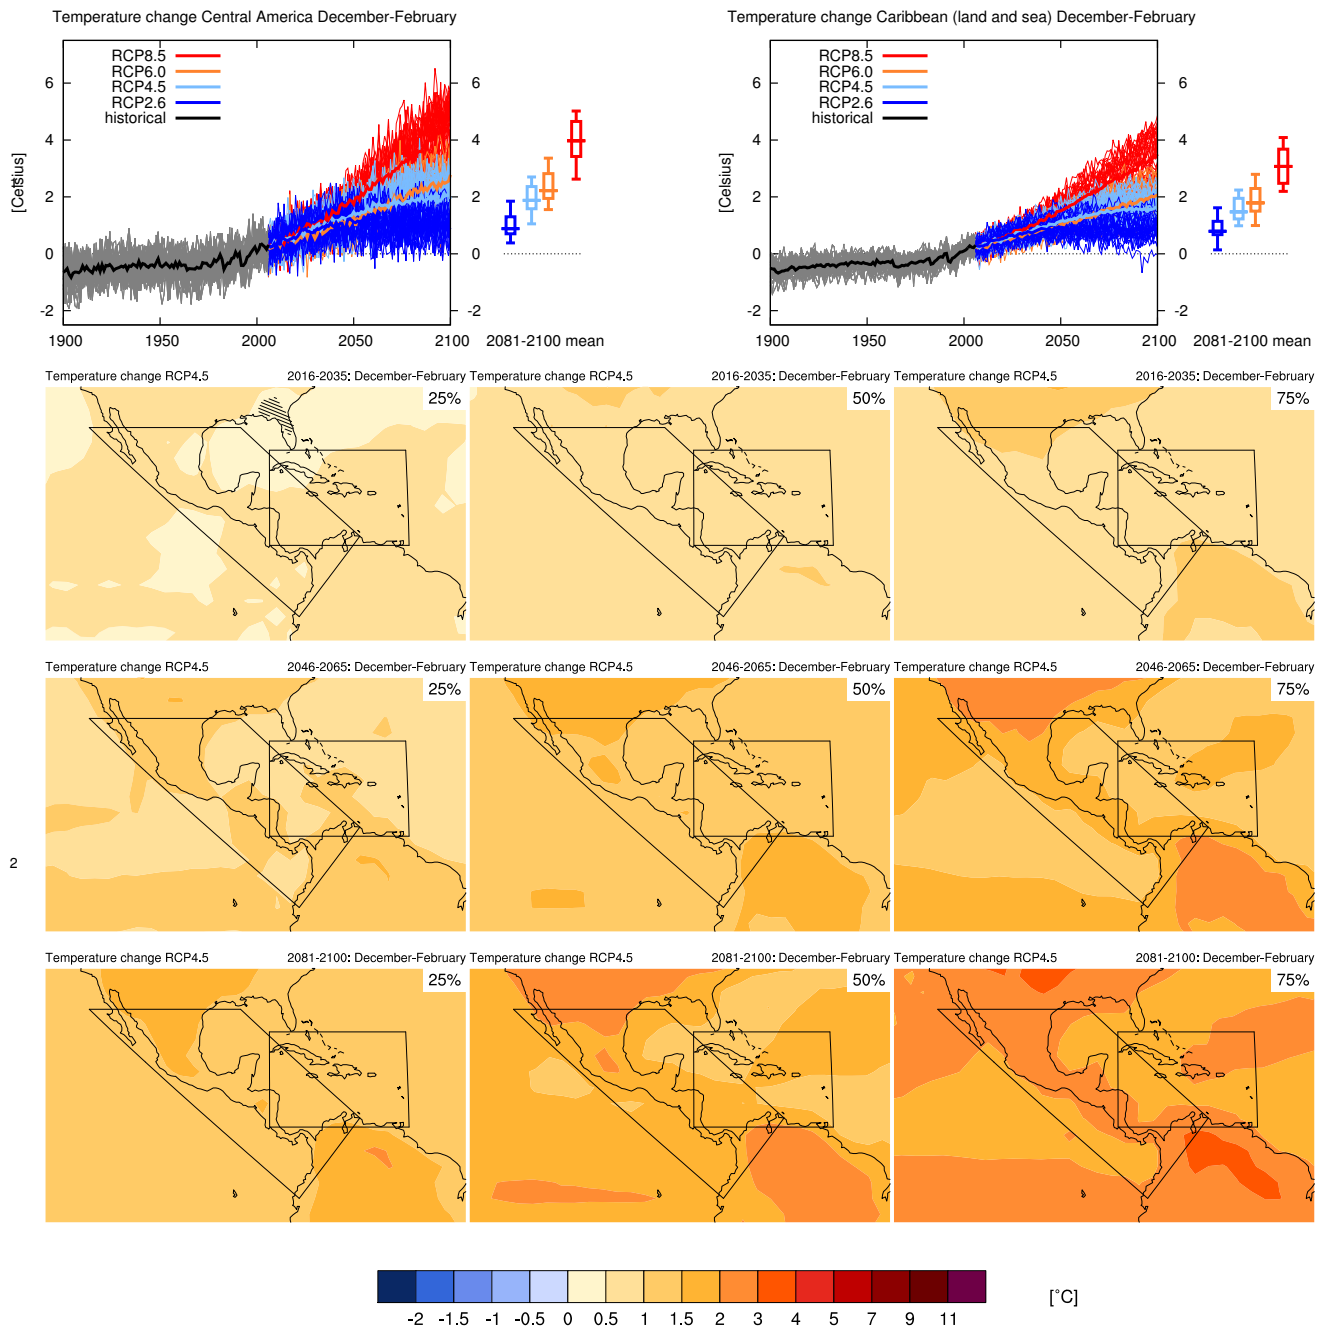 Temperature change Central America December-February
[Celsius]
RCP8.5
RCP6.0
RCP4.5
RCP2.6
historical
6
4
2
0
-2
6
4
2
0
-2
1900 1950 2000 2050 2100 2081-2100 mean
Temperature change Caribbean (land and sea) December-February
[Celsius]
RCP8.5
RCP6.0
RCP4.5
RCP2.6
historical
6
4
2
0
-2
6
4
2
0
-2
1900 1950 2000 2050 2100 2081-2100 mean
Temperature change RCP4.5 2016-2035: December-February
25%
Temperature change RCP4.5 2016-2035: December-February
50%
Temperature change RCP4.5 2016-2035: December-February
75%
Temperature change RCP4.5 2046-2065: December-February
25%
Temperature change RCP4.5 2046-2065: December-February
50%
Temperature change RCP4.5 2046-2065: December-February
75%
2
Temperature change RCP4.5 2081-2100: December-February
25%
Temperature change RCP4.5 2081-2100: December-February
50%
Temperature change RCP4.5 2081-2100: December-February
75%
[°C]
-2 -1.5 -1 -0.5 0 0.5 1 1.5 2 3 4 5 7 9 11